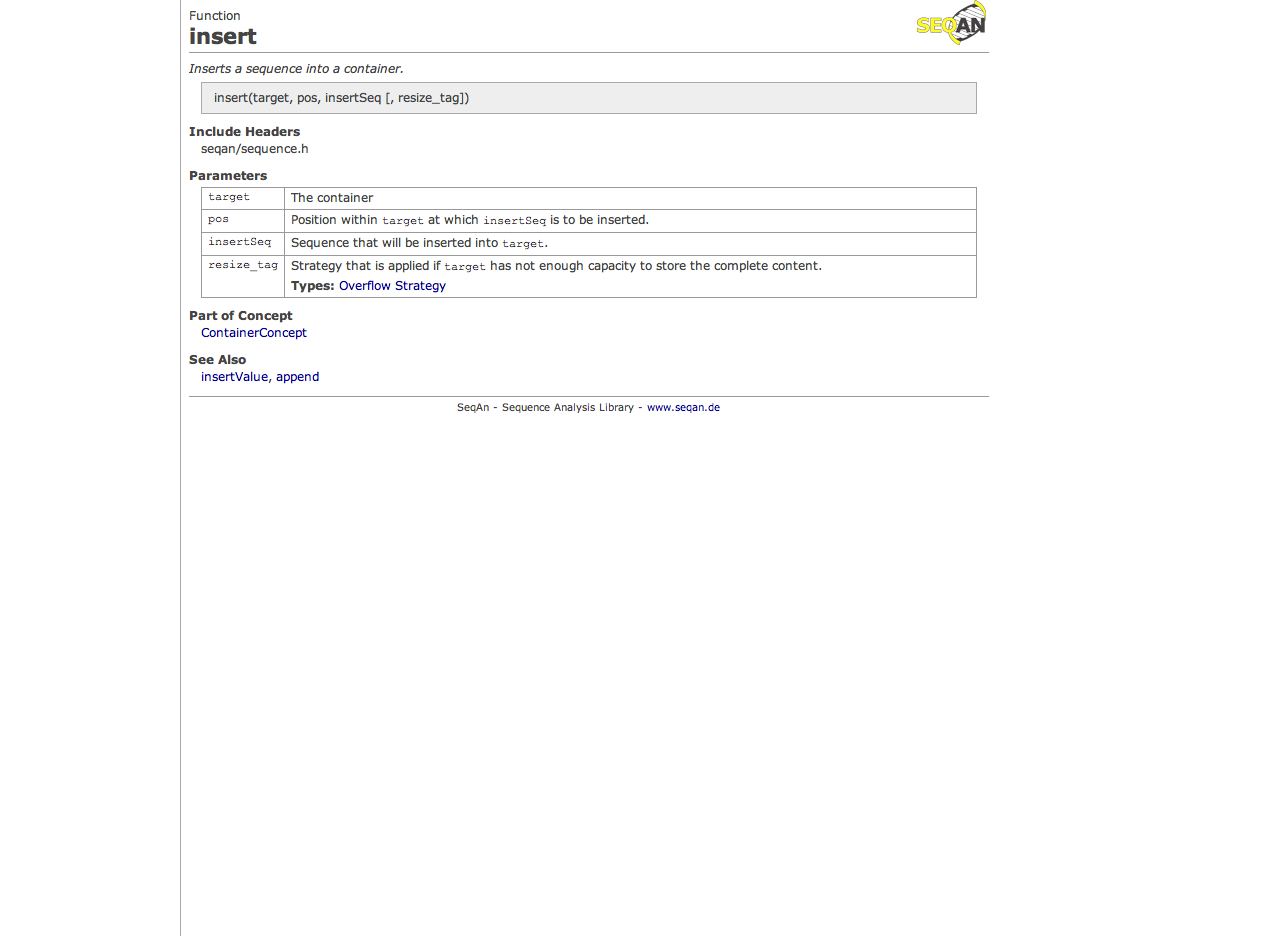 Function
insert
SEQAN
Inserts a sequence into a container.
insert(target, pos, insertSeq [, resize_tag])
Include Headers
seqan/sequence.h
Parameters
target The container
pos Position within target at which insertSeq is to be inserted.
insertSeq Sequence that will be inserted into target.
resize_tag Strategy that is applied if target has not enough capacity to store the complete content.
Types: Overflow Strategy
Part of Concept
ContainerConcept
See Also
insertValue, append
SeqAn - Sequence Analysis Library - www.seqan.de